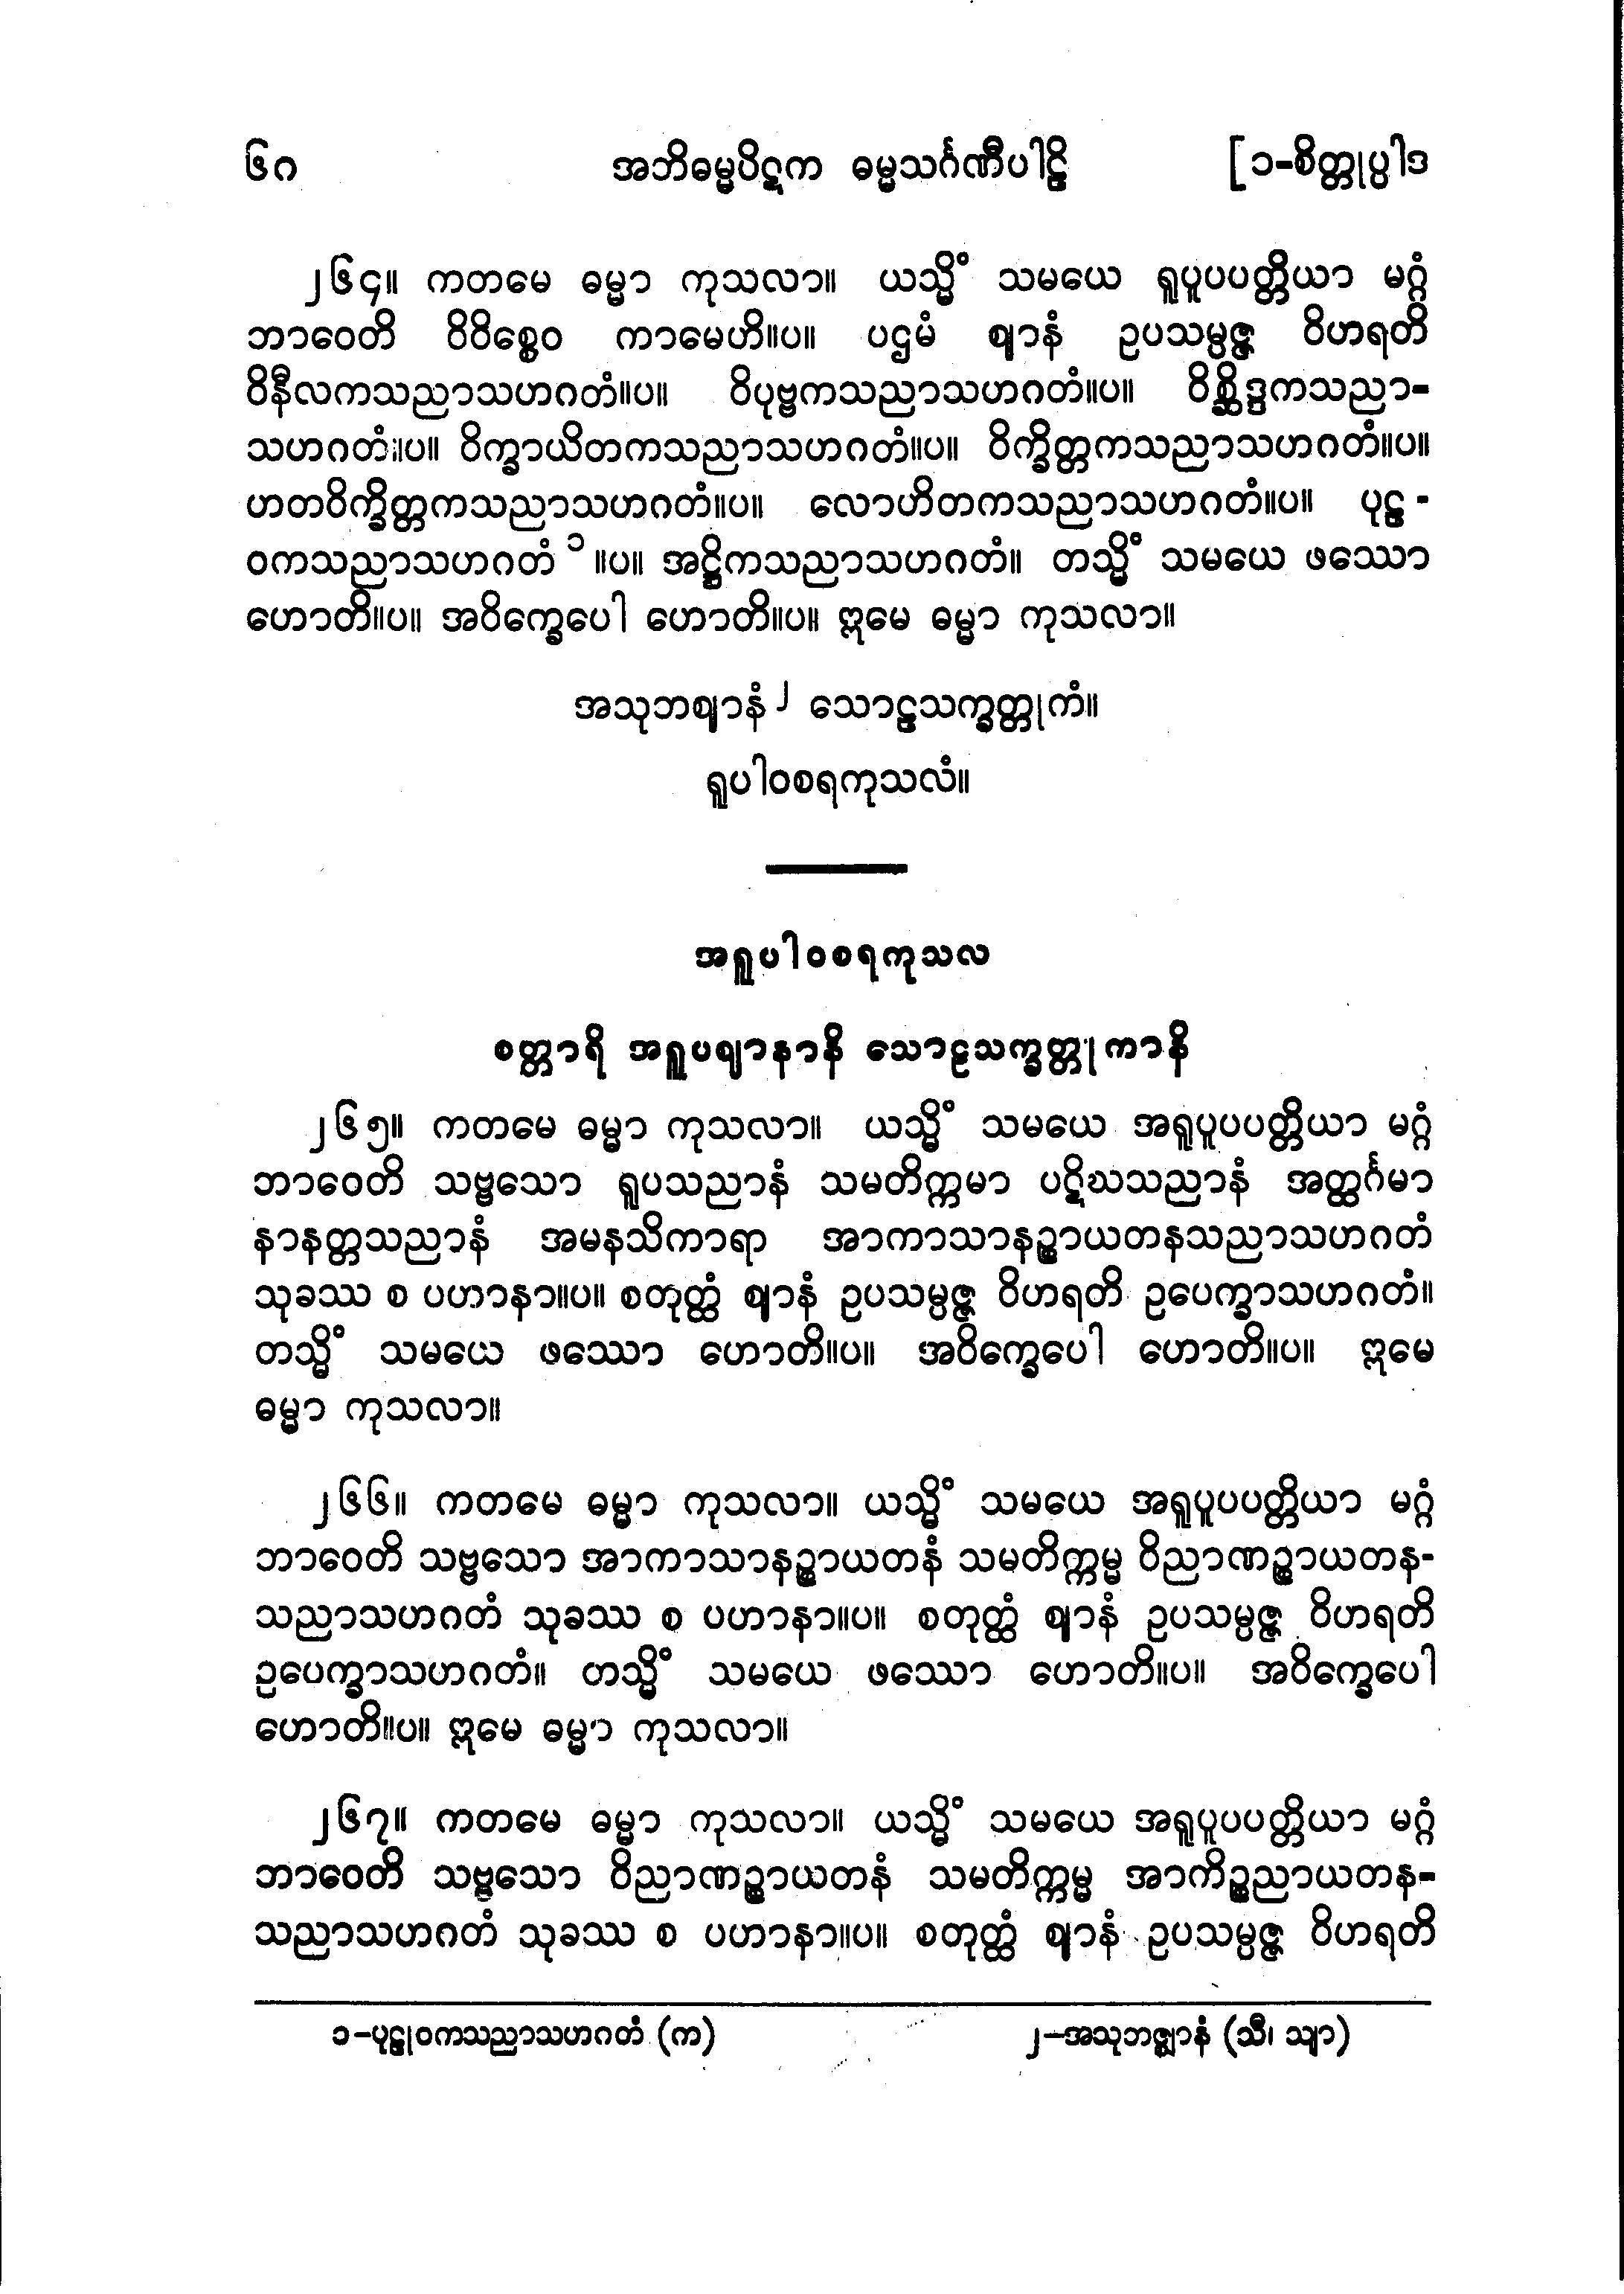 ၆၈ အဘိဓမ္မပိဋက ဓမ္မသင်္ဂဏီပါဠိ [၁-စိတ္တုပ္ပါဒ
၂၆၄။ ကတမေ ဓမ္မာ ကုသလာ။ ယသ္မိံ သမယေ ရူပူပပတ္တိယာ မဂ္ဂံ
ဘာဝေတိ ဝိဝိစ္စေဝ ကာမေဟိ။ပ။ ပဌမံ ဈာနံ ဥပသမ္ပဇ္ဇ ဝိဟရတိ
ဝိနီလကသညာသဟဂတံ။ပ။ ဝိပုဗ္ဗကသညာသဟဂတံ။ပ။ ဝိစ္ဆိဒ္ဒကသညာ-
သဟဂတံ။ပ။ ဝိက္ခာယိတကသညာသဟဂတံ။ပ။ ဝိက္ခိတ္တကသညာသဟဂတံ။ပ။
ဟတဝိက္ခိတ္တကသညာသဟဂတံ။ပ။ လောဟိတကသညာသဟဂတံ။ပ။ ပုဠ-
ဝကသညာသဟဂတံ ၁ ။ပ။ အဋ္ဌိကသညာသဟဂတံ။ တသ္မိံ သမယေ ဖဿော
ဟောတိ။ပ။ အဝိက္ခေပေါ ဟောတိ။ပ။ ဣမေ ဓမ္မာ ကုသလာ။
အသုဘဈာနံ ၂ သောဠသက္ခတ္တုကံ။
ရူပါဝစရကုသလံ။
အရူပါဝစရကုသလ
စတ္တာရိ အရူပဈာနာနိ သောဠသက္ခတ္တုကာနိ
၂၆၅။ ကတမေ ဓမ္မာ ကုသလာ။ ယသ္မိံ သမယေ အရူပူပပတ္တိယာ မဂ္ဂံ
ဘာဝေတိ သဗ္ဗသော ရူပသညာနံ သမတိက္ကမာ ပဋိဃသညာနံ အတ္ထင်္ဂမာ
နာနတ္တသညာနံ အမနသိကာရာ အာကာသာနဉ္စာယတနသညာသဟဂတံ
သုခဿ စ ပဟာနာ။ပ။ စတုတ္ထံ ဈာနံ ဥပသမ္ပဇ္ဇ ဝိဟရတိ ဥပေက္ခာသဟဂတံ။
တသ္မိံ သမယေ ဖဿော ဟောတိ။ပ။ အဝိက္ခေပေါ ဟောတိ။ပ။ ဣမေ
ဓမ္မာ ကုသလာ။
၂၆၆။ ကတမေ ဓမ္မာ ကုသလာ။ ယသ္မိံ သမယေ အရူပူပပတ္တိယာ မဂ္ဂံ
ဘာဝေတိ သဗ္ဗသော အာကာသာနဉ္စာယတနံ သမတိက္ကမ္မ ဝိညာဏဉ္စာယတန-
သညာသဟဂတံ သုခဿ စ ပဟာနာ။ပ။ စတုတ္ထံ ဈာနံ ဥပသမ္ပဇ္ဇ ဝိဟရတိ
ဥပေက္ခာသဟဂတံ။ တသ္မိံ သမယေ ဖဿော ဟောတိ။ပ။ အဝိက္ခေပေါ
ဟောတိ။ပ။ ဣမေ ဓမ္မာ ကုသလာ။
၂၆၇။ ကတမေ ဓမ္မာ ကုသလာ။ ယသ္မိံ သမယေ အရူပူပပတ္တိယာ မဂ္ဂံ
ဘာဝေတိ သဗ္ဗသော ဝိညာဏဉ္စာယတနံ သမတိက္ကမ္မ အာကိဉ္စညာယတန-
သညာသဟဂတံ သုခဿ စ ပဟာနာ။ပ။ စတုတ္ထံ ဈာနံ ဥပသမ္ပဇ္ဇ ဝိဟရတိ
၁-ပုဠုဝကသညာသဟဂတံ (က) ၂-အသုဘဇ္ဈာနံ (သီ၊ သျာ)